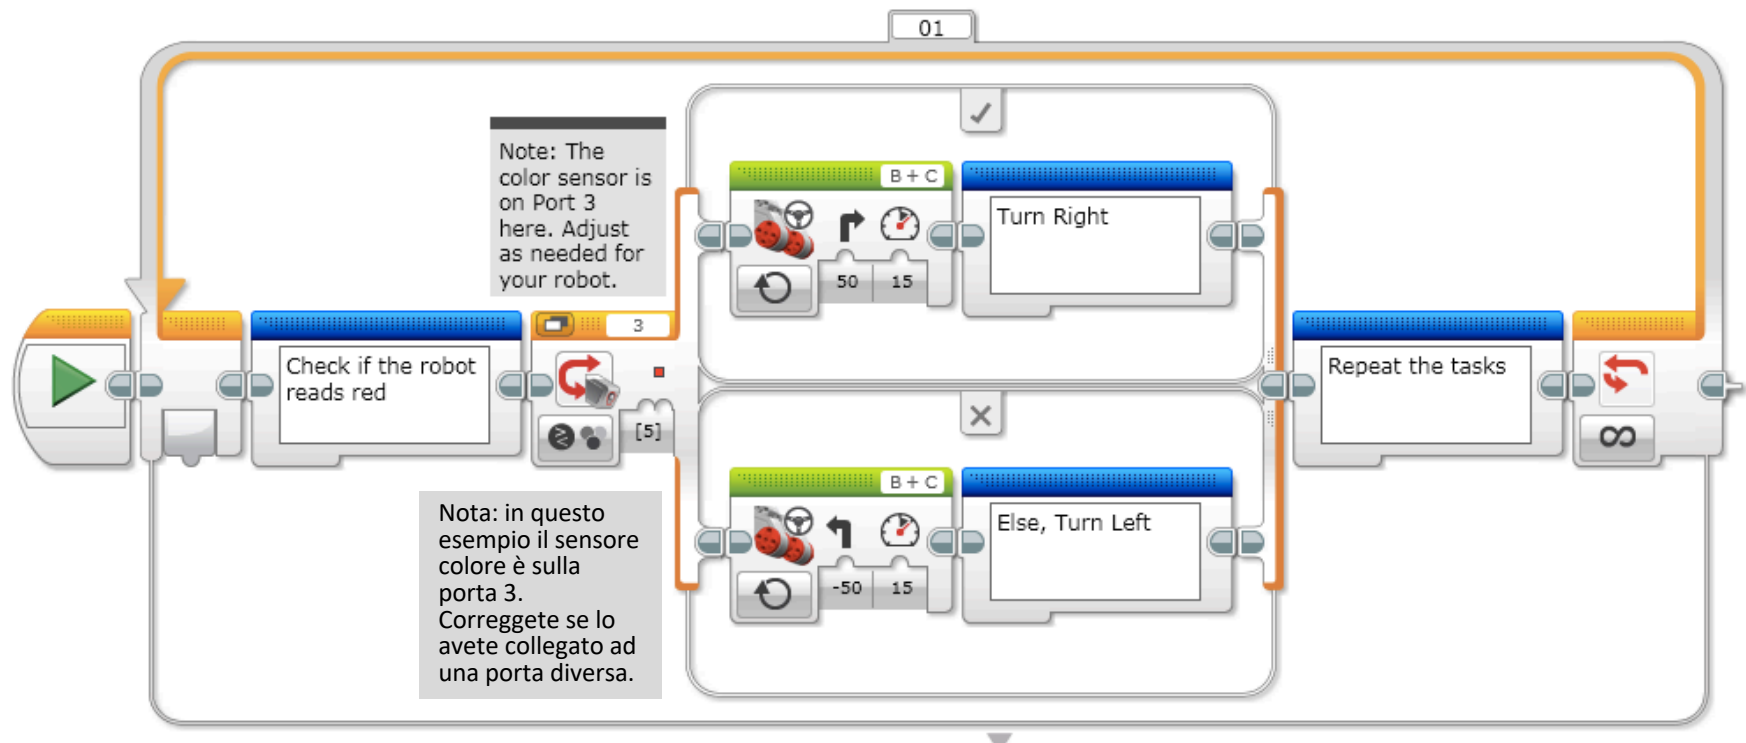 01
Note: The
color sensor is
on Port 3
here. Adjust
as needed for
your robot.
B + C
Turn Right
50 15
Check if the robot
reads red
3
[5]
Repeat the tasks
B + C
Else, Turn Left
-50 15
Nota: in questo
esempio il sensore
colore è sulla
porta 3.
Correggete se lo
avete collegato ad
una porta diversa.